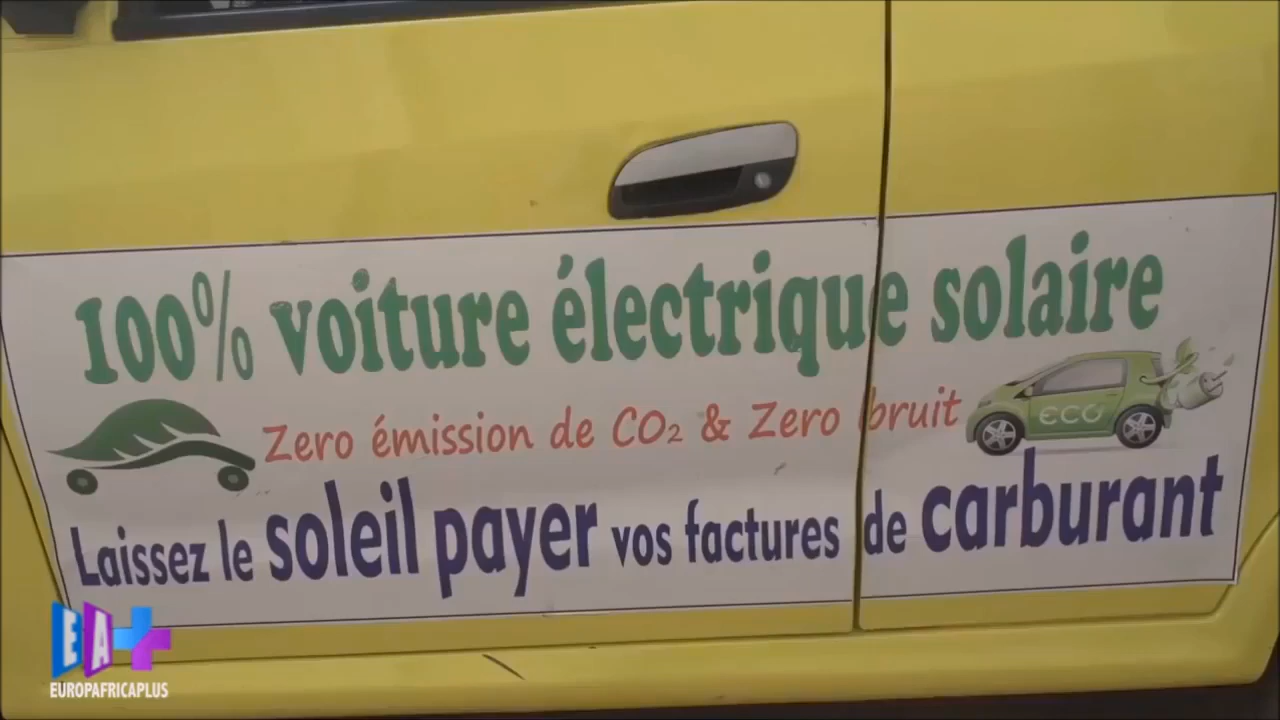 100% voiture électrique solaire
Zero émission de CO₂ & Zero bruit
ECO
Laissez le soleil payer vos factures de carburant
EA+
EUROPAFRICAPLUS